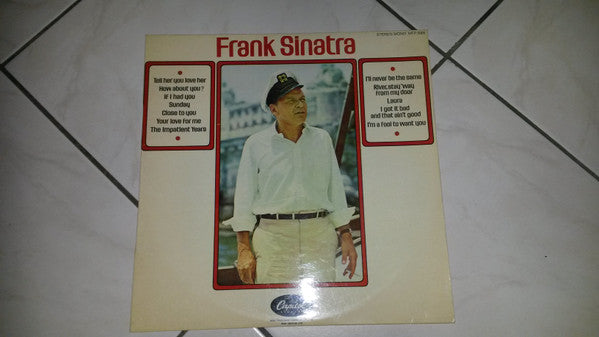 STEREO/MONO
Frank Sinatra
Tell her you love her
How about you?
If I had you
Sunday
Close to you
Your love for me
The Impatient Years
I'll never be the same
River, stay 'way
from my door
Laura
I got it bad
and that ain't good
I'm a fool to want you
Capitol